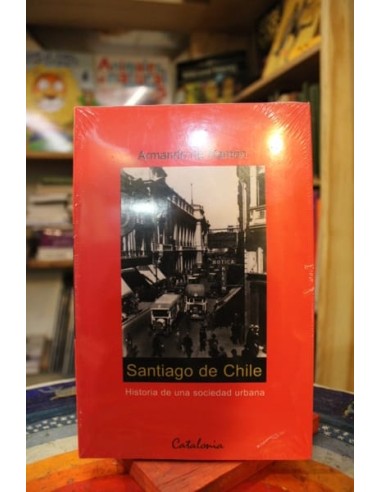 Armando
Santiago de Chile
Historia de una sociedad urbana
Catalonia